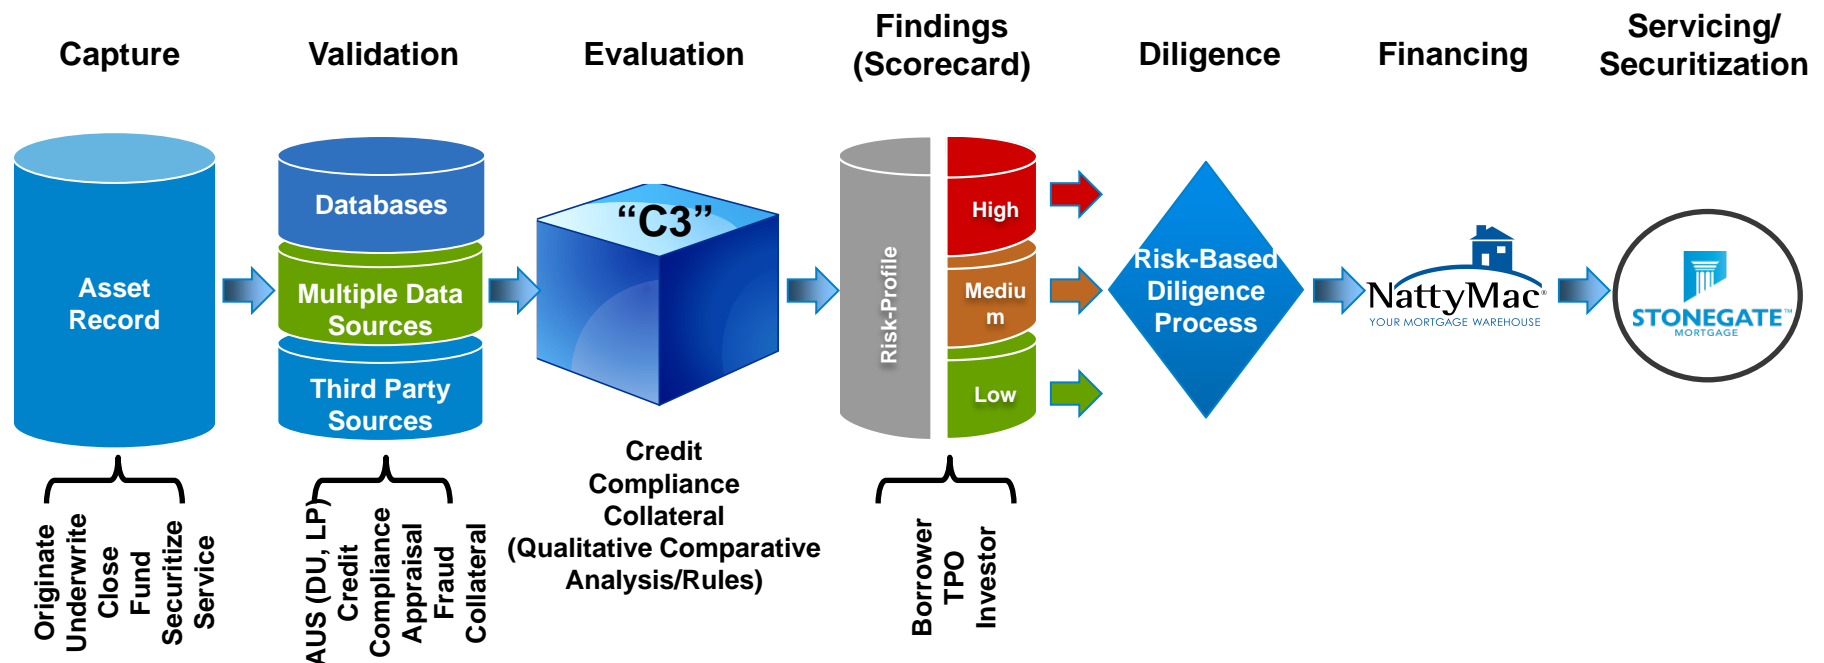 Capture
Validation
Evaluation
Findings
(Scorecard)
Diligence
Financing
Servicing/
Securitization
Asset
Record
Databases
Multiple Data
Sources
Third Party
Sources
“C3”
Risk-Profile
High
Mediu
m
Low
Risk-Based
Diligence
Process
NattyMac®
YOUR MORTGAGE WAREHOUSE
STONEGATE™
MORTGAGE
Originate
Underwrite
Close
Fund
Securitize
Service
AUS (DU, LP)
Credit
Compliance
Appraisal
Fraud
Collateral
Credit
Compliance
Collateral
(Qualitative Comparative
Analysis/Rules)
Borrower
TPO
Investor